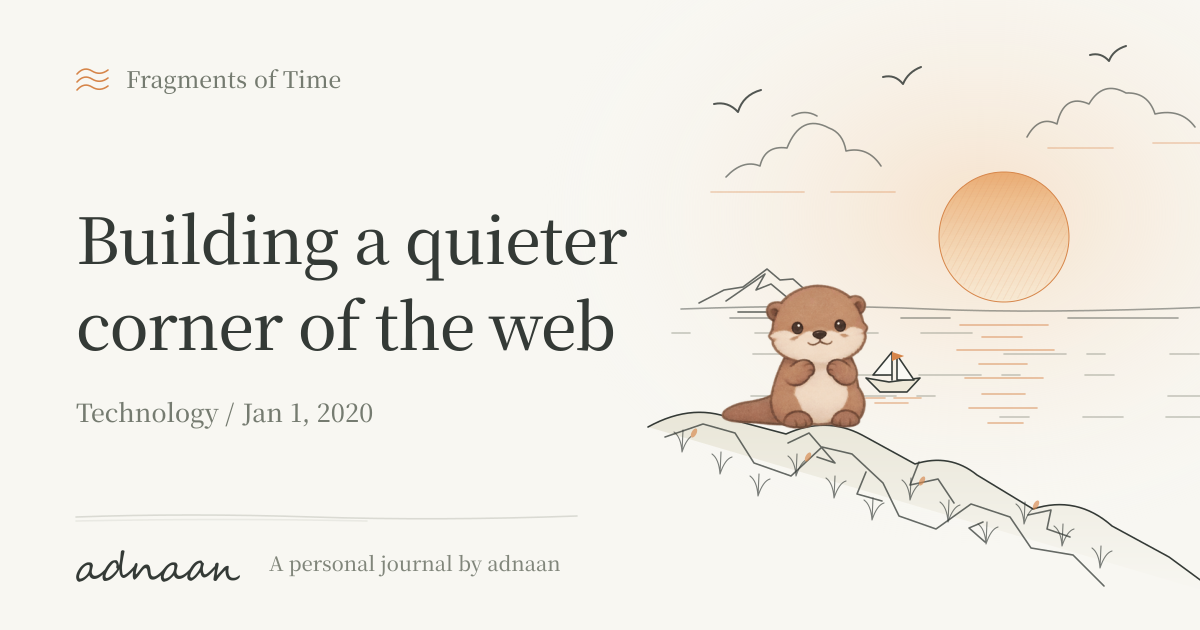 Fragments of Time
Building a quieter
corner of the web
Technology / Jan 1, 2020
adnaan
A personal journal by adnaan